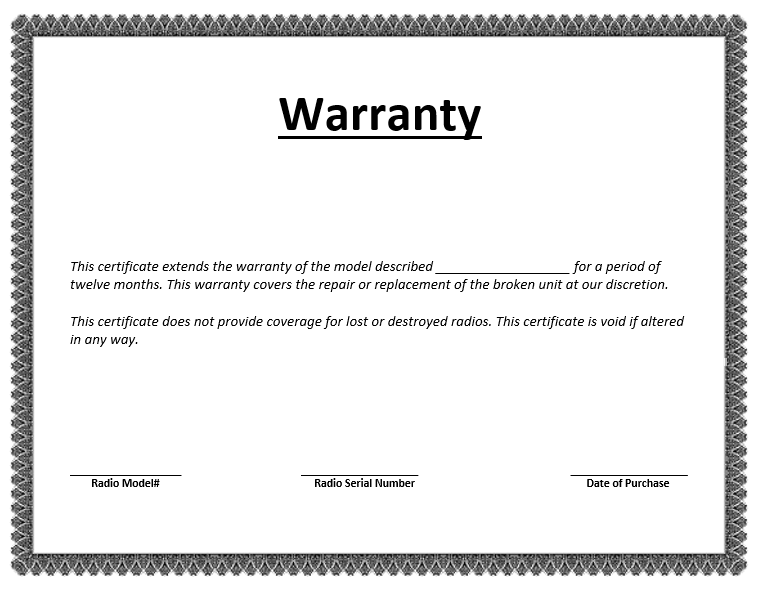 Warranty
This certificate extends the warranty of the model described __________________ for a period of
twelve months. This warranty covers the repair or replacement of the broken unit at our discretion.
This certificate does not provide coverage for lost or destroyed radios. This certificate is void if altered
in any way.
Radio Model# Radio Serial Number Date of Purchase